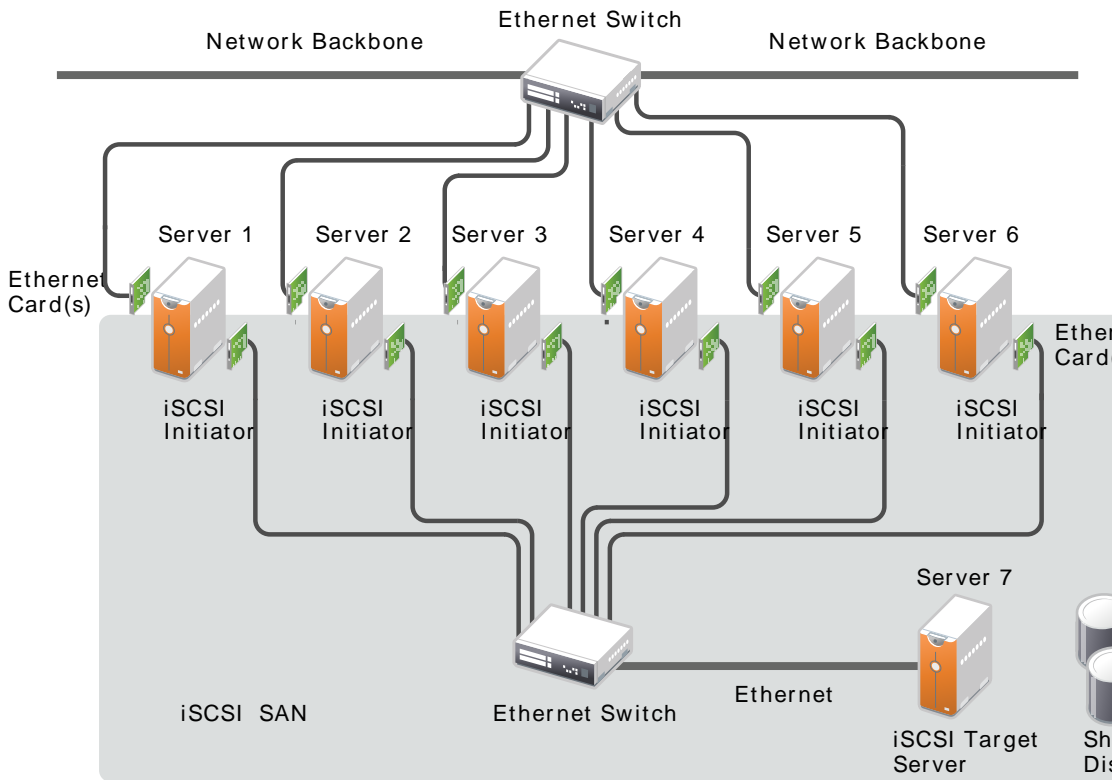 Ethernet Switch
Network Backbone
Network Backbone
Server 1
Server 2
Server 3
Server 4
Server 5
Server 6
Ethernet
Card(s)
iSCSI
Initiator
iSCSI
Initiator
iSCSI
Initiator
iSCSI
Initiator
iSCSI
Initiator
iSCSI
Initiator
Server 7
Ethernet
iSCSI SAN
Ethernet Switch
iSCSI Target
Server